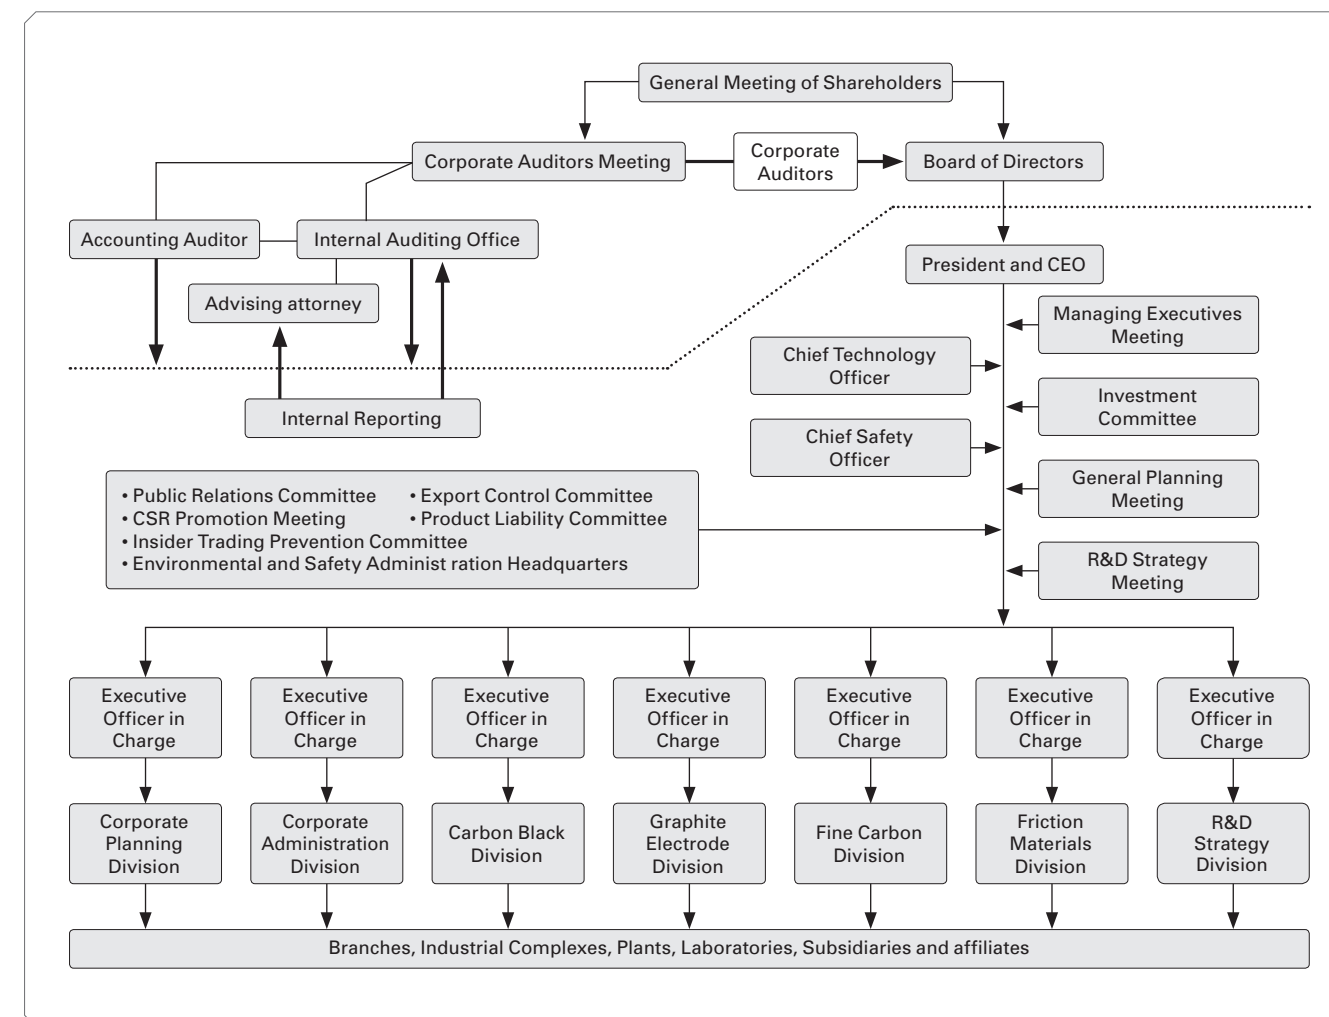 General Meeting of Shareholders
Corporate Auditors Meeting
Corporate
Auditors
Board of Directors
Accounting Auditor
Internal Auditing Office
President and CEO
Advising attorney
Managing Executives
Meeting
Chief Technology
Officer
Investment
Committee
Internal Reporting
Chief Safety
Officer
General Planning
Meeting
• Public Relations Committee • Export Control Committee
• CSR Promotion Meeting • Product Liability Committee
• Insider Trading Prevention Committee
• Environmental and Safety Administ ration Headquarters
R&D Strategy
Meeting
Executive
Officer in
Charge
Executive
Officer in
Charge
Executive
Officer in
Charge
Executive
Officer in
Charge
Executive
Officer in
Charge
Executive
Officer in
Charge
Executive
Officer in
Charge
Corporate
Planning
Division
Corporate
Administration
Division
Carbon Black
Division
Graphite
Electrode
Division
Fine Carbon
Division
Friction
Materials
Division
R&D
Strategy
Division
Branches, Industrial Complexes, Plants, Laboratories, Subsidiaries and affiliates